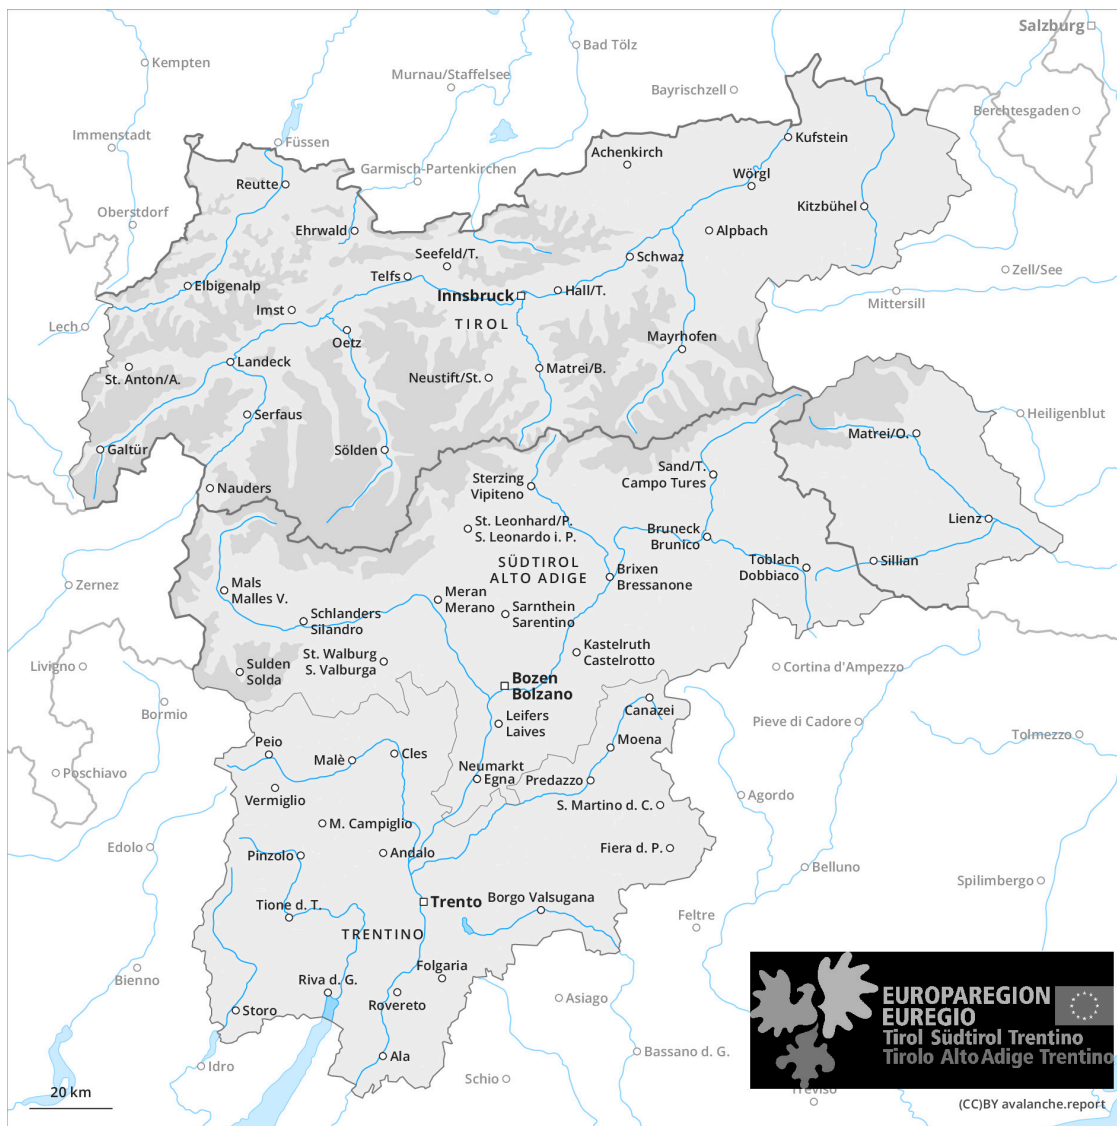 Salzburg
Bad Tölz
Kempten
Murnau/Staffelsee
Bayrischzell
Berchtesgaden
Immenstadt
Füssen
Kufstein
Achenkirch
Garmisch-Partenkirchen
Wörgl
Reutte
Oberstdorf
Kitzbühel
Ehrwald
Alpbach
Seefeld/T.
Schwaz
Telfs
Zell/See
Elbigenalp
Hall/T.
Innsbruck
Mittersill
Imst
Lech
TIROL
Oetz
Mayrhofen
Landeck
Matrei/B.
St. Anton/A.
Neustift/St.
Serfaus
Heiligenblut
Matrei/O.
Galtür
Sölden
Sand/T.
Campo Tures
Sterzing
Vipiteno
Nauders
Lienz
St. Leonhard/P.
S. Leonardo i. P.
Bruneck
Brunico
SÜDTIROL
ALTO ADIGE
Toblach
Dobbiaco
Sillian
Brixen
Bressanone
Zernez
Mals
Malles V.
Meran
Merano
Schlanders
Silandro
Sarnthein
Sarentino
Kastelruth
Castelrotto
St. Walburg
S. Valburga
Livigno
Sulden
Solda
Cortina d'Ampezzo
Bozen
Bolzano
Canazei
Bormio
Leifers
Laives
Pieve di Cadore
Tolmezzo
Moena
Peio
Cles
Malè
Neumarkt
Egna
Poschiavo
Predazzo
Vermiglio
Agordo
S. Martino d. C.
M. Campiglio
Edolo
Fiera d. P.
Pinzolo
Andalo
Belluno
Spilimbergo
Borgo Valsugana
Trento
Tione d. T.
Feltre
TRENTINO
Folgaria
Bienno
Riva d. G.
Rovereto
Asiago
Storo
EUROPAREGION
EUREGIO
Tirol Südtirol Trentino
Tirolo Alto Adige Trentino
Ala
Bassano d. G.
Idro
Schio
20 km
Treviso
(CC)BY avalanche.report